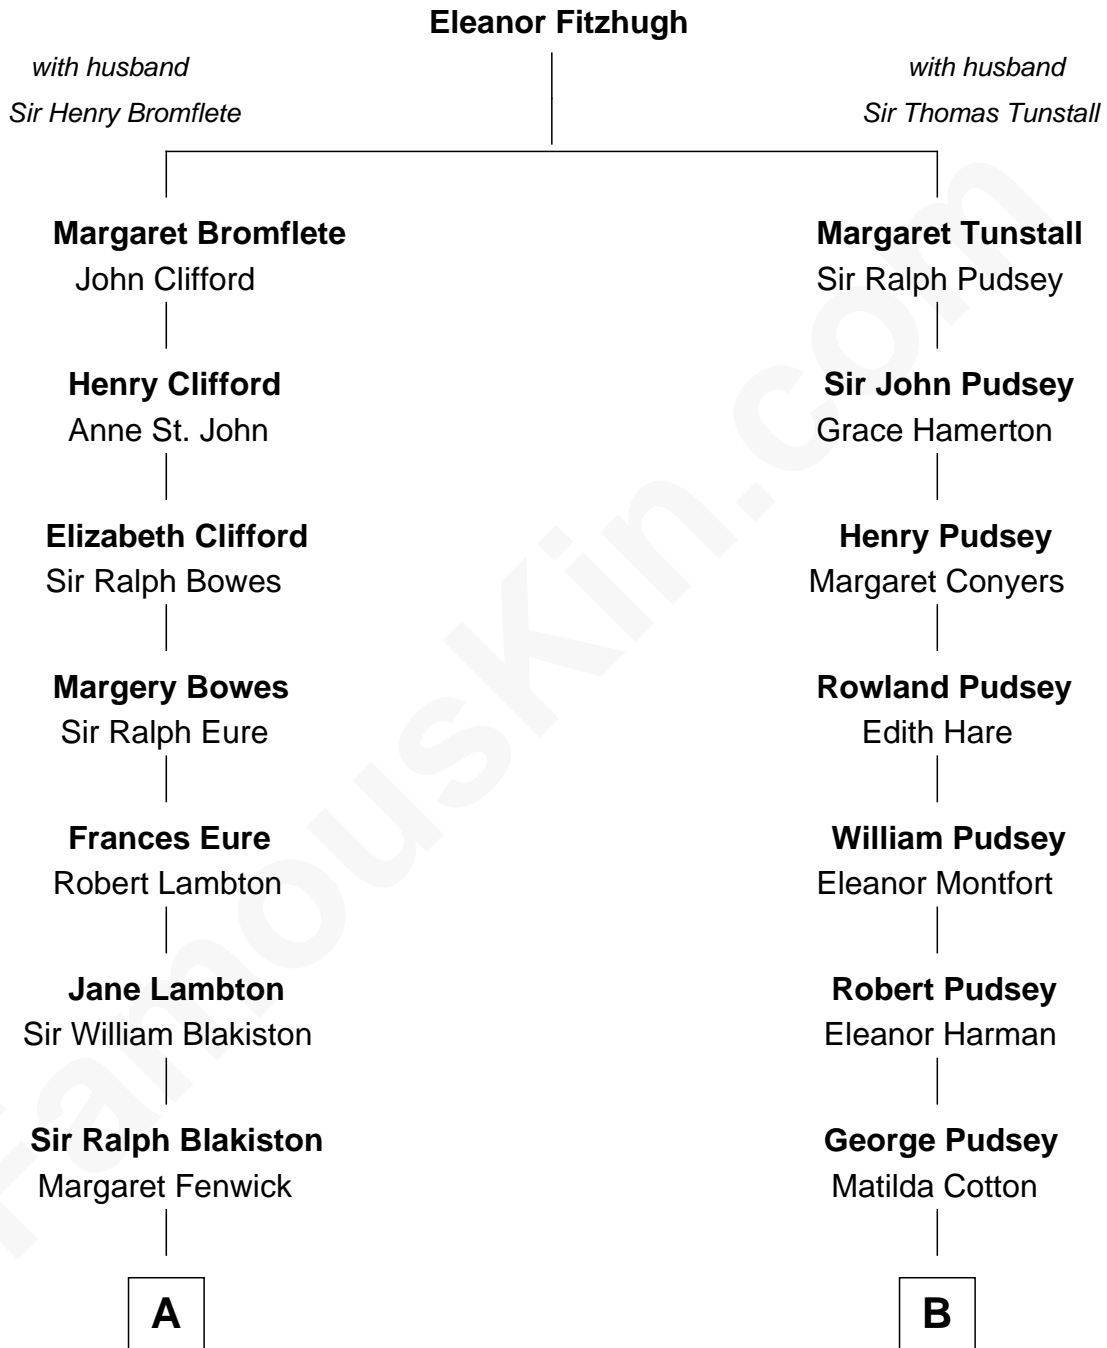 Eleanor Fitzhugh
with husband
Sir Henry Bromflete
with husband
Sir Thomas Tunstall
Margaret Bromflete
John Clifford
Margaret Tunstall
Sir Ralph Pudsey
Henry Clifford
Anne St. John
Sir John Pudsey
Grace Hamerton
Elizabeth Clifford
Sir Ralph Bowes
Henry Pudsey
Margaret Conyers
Margery Bowes
Sir Ralph Eure
Rowland Pudsey
Edith Hare
Frances Eure
Robert Lambton
William Pudsey
Eleanor Montfort
Jane Lambton
Sir William Blakiston
Robert Pudsey
Eleanor Harman
Sir Ralph Blakiston
Margaret Fenwick
George Pudsey
Matilda Cotton
A
B
FamousKin.com